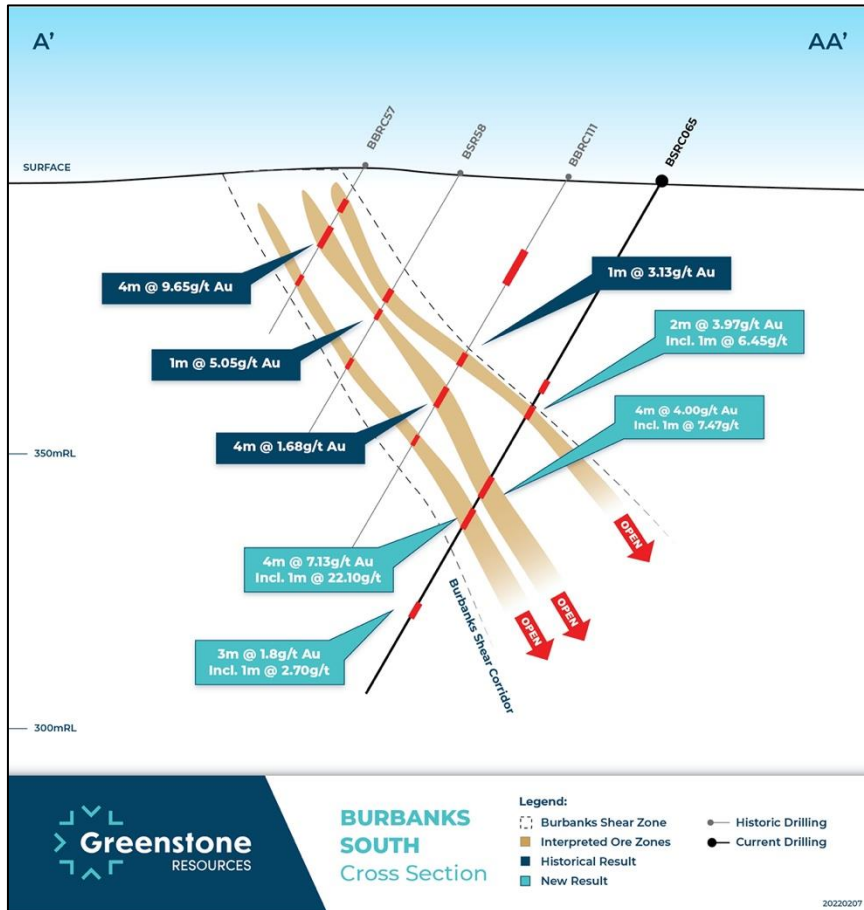 A’
AA’
BBRC57
BSR58
BBRC111
BSRC065
SURFACE
4m @ 9.65g/t Au
1m @ 3.13g/t Au
2m @ 3.97g/t Au
Incl. 1m @ 6.45g/t
1m @ 5.05g/t Au
4m @ 4.00g/t Au
Incl. 1m @ 7.47g/t
4m @ 1.68g/t Au
350mRL
OPEN
4m @ 7.13g/t Au
Incl. 1m @ 22.10g/t
OPEN
OPEN
3m @ 1.8g/t Au
Incl. 1m @ 2.70g/t
Burbanks Shear Corridor
300mRL
Greenstone
RESOURCES
BURBANKS
SOUTH
Cross Section
Legend:
Burbanks Shear Zone
Interpreted Ore Zones
Historical Result
New Result
Historic Drilling
Current Drilling
20220207